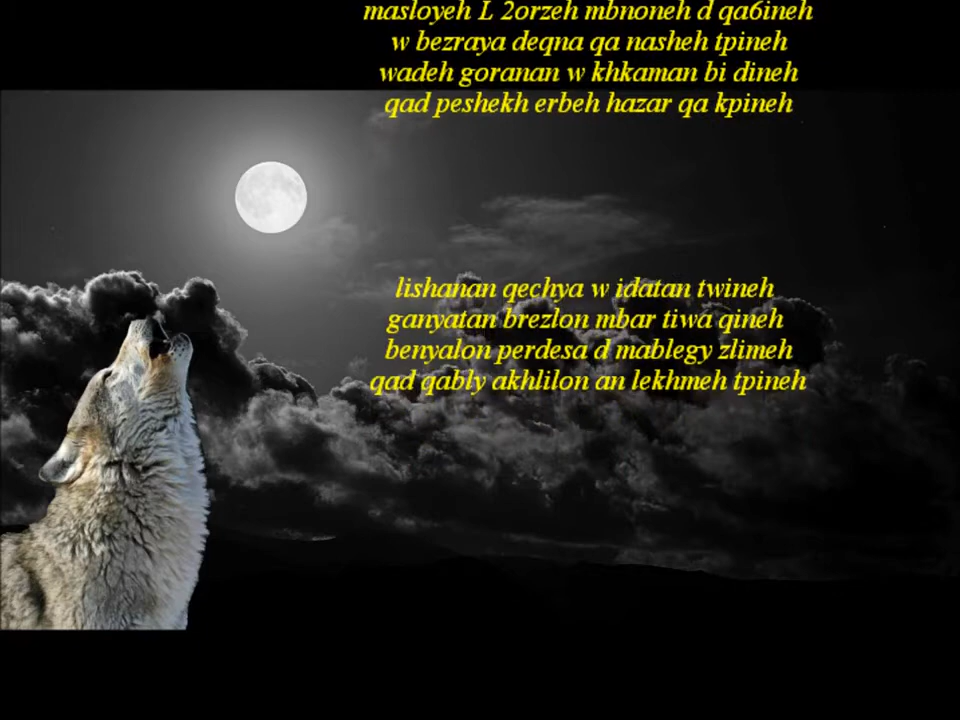 masloyeh L 2orzeh mbnoneh d qa6ineh
w bezraya deqna qa nasheh tpineh
wadeh goranan w khkaman bi dineh
qad peshekh erbeh hazar qa kpineh
lishanan qechya w idatan twineh
ganyatan brezlon mbar tiwa qineh
benyalon perdesa d mablegy zlimeh
qad qably akhlilon an lekhmeh tpineh